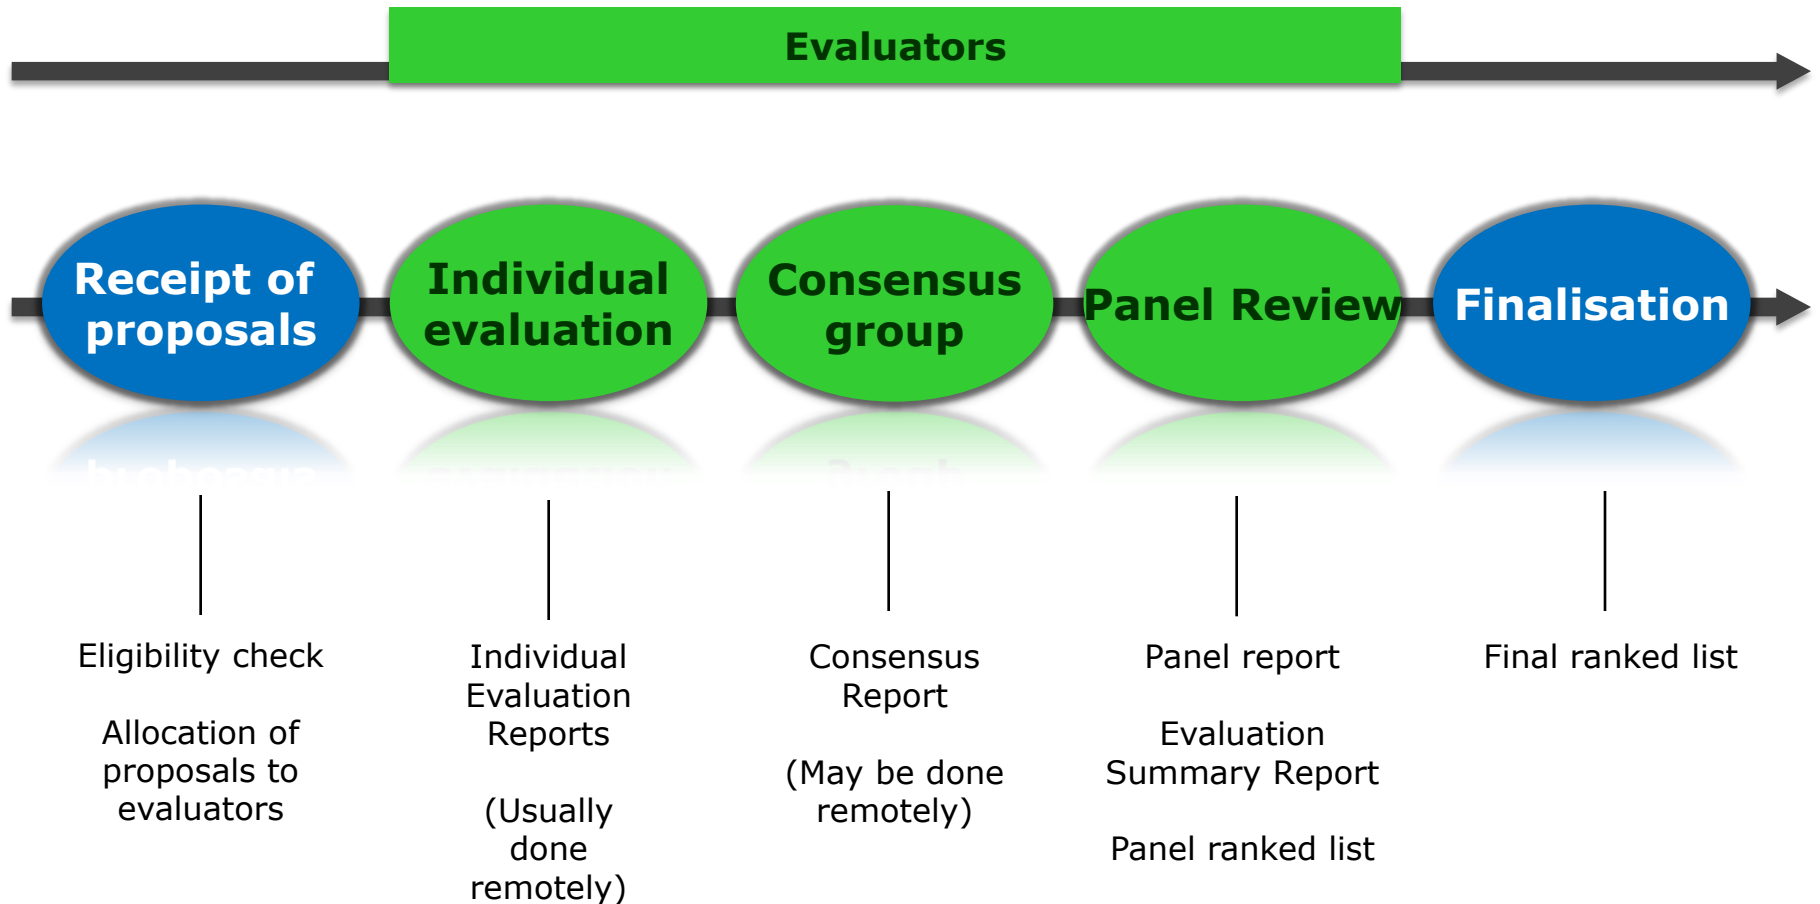 Evaluators
Receipt of
proposals
Individual
evaluation
Consensus
group
Panel Review
Finalisation
Eligibility check
Allocation of
proposals to
evaluators
Individual
Evaluation
Reports
(Usually
done
remotely)
Consensus
Report
(May be done
remotely)
Panel report
Evaluation
Summary Report
Panel ranked list
Final ranked list